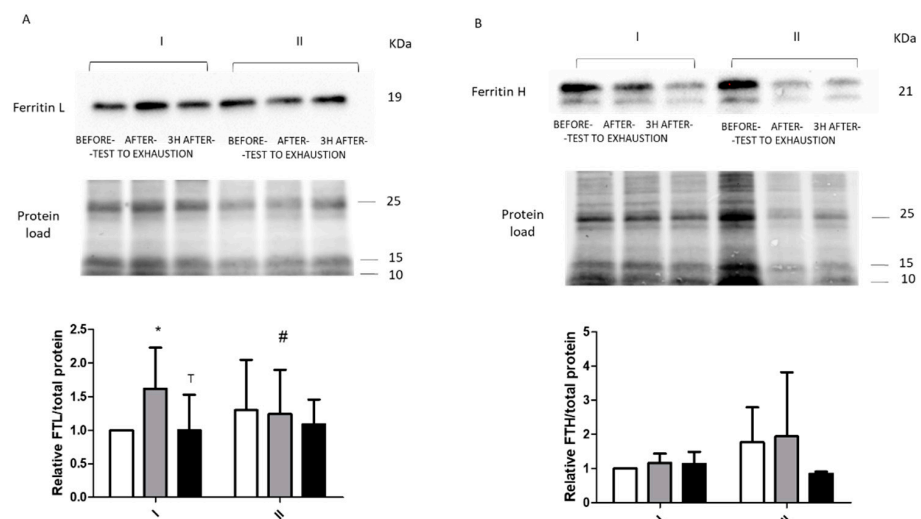 A
I II KDa
Ferritin L 19
BEFORE- AFTER- 3H AFTER- BEFORE- AFTER- 3H AFTER-
-TEST TO EXHAUSTION -TEST TO EXHAUSTION
Protein load
25
15
10
Relative FTL/total protein
2.5
2.0
1.5
1.0
0.5
0.0
*
T
#
I II
B
I II KDa
Ferritin H 21
BEFORE- AFTER- 3H AFTER- BEFORE- AFTER- 3H AFTER-
-TEST TO EXHAUSTION -TEST TO EXHAUSTION
Protein load
25
15
10
Relative FTH/total protein
5
4
3
2
1
0